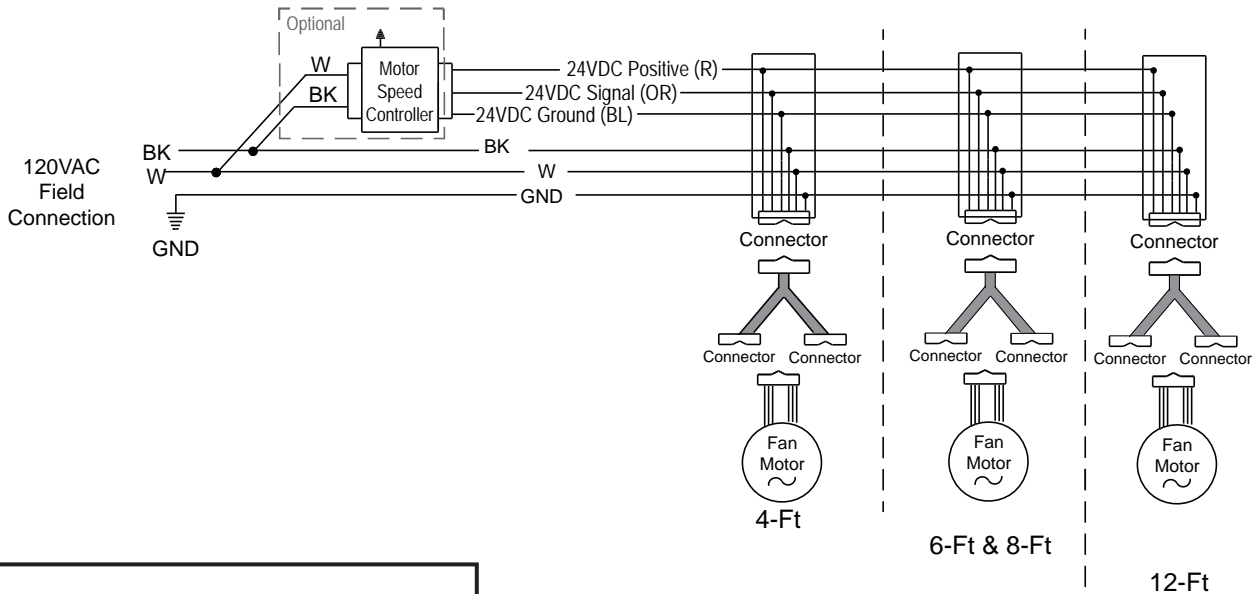 Optional
W
BK
Motor
Speed
Controller
24VDC Positive (R)
24VDC Signal (OR)
24VDC Ground (BL)
120VAC
Field
Connection
BK
W
GND
BK
W
GND
Connector
Connector
Connector
Connector Connector
Connector Connector
Connector Connector
Fan
Motor
Fan
Motor
Fan
Motor
4-Ft
6-Ft & 8-Ft
12-Ft